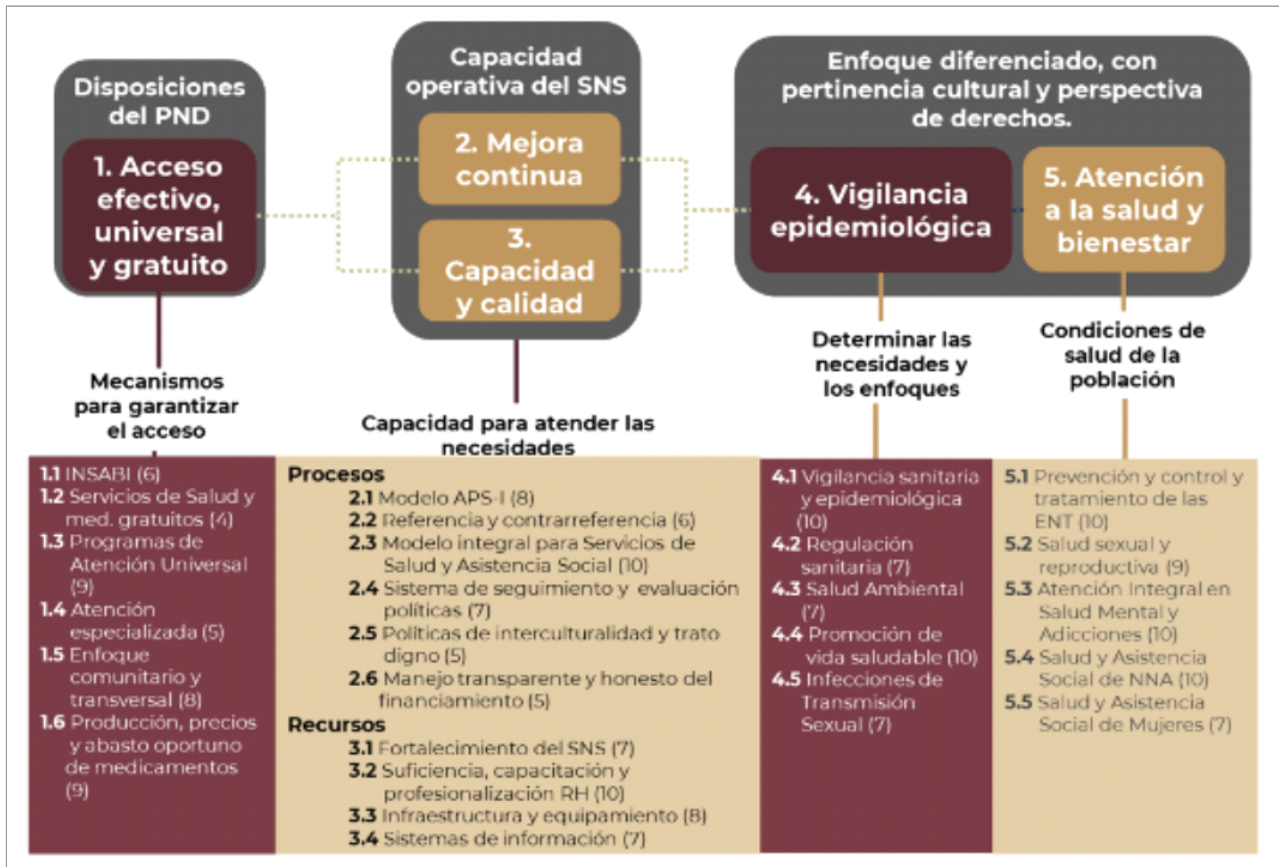 Disposiciones
del PND
1. Acceso
efectivo,
universal
y gratuito
Capacidad
operativa del SNS
2. Mejora
continua
3.
Capacidad
y calidad
Enfoque diferenciado, con
pertinencia cultural y perspectiva
de derechos.
4. Vigilancia
epidemiológica
5. Atención
a la salud y
bienestar
Mecanismos
para garantizar
el acceso
Capacidad para atender las
necesidades
Determinar las
necesidades y
los enfoques
Condiciones de
salud de la
población
1.1 INSABI (6)
1.2 Servicios de Salud y
med. gratuitos (4)
1.3 Programas de
Atención Universal
(9)
1.4 Atención
especializada (5)
1.5 Enfoque
comunitario y
transversal (8)
1.6 Producción, precios
y abasto oportuno
de medicamentos
(9)
Procesos
2.1 Modelo APS-I (8)
2.2 Referencia y contrarreferencia (6)
2.3 Modelo integral para Servicios de
Salud y Asistencia Social (10)
2.4 Sistema de seguimiento y evaluación
políticas (7)
2.5 Políticas de interculturalidad y trato
digno (5)
2.6 Manejo transparente y honesto del
financiamiento (5)
Recursos
3.1 Fortalecimiento del SNS (7)
3.2 Suficiencia, capacitación y
profesionalización RH (10)
3.3 Infraestructura y equipamiento (8)
3.4 Sistemas de información (7)
4.1 Vigilancia sanitaria
y epidemiológica
(10)
4.2 Regulación
sanitaria (7)
4.3 Salud Ambiental
(7)
4.4 Promoción de
vida saludable (10)
4.5 Infecciones de
Transmisión
Sexual (7)
5.1 Prevención y control y
tratamiento de las
ENT (10)
5.2 Salud sexual y
reproductiva (9)
5.3 Atención Integral en
Salud Mental y
Adicciones (10)
5.4 Salud y Asistencia
Social de NNA (10)
5.5 Salud y Asistencia
Social de Mujeres (7)